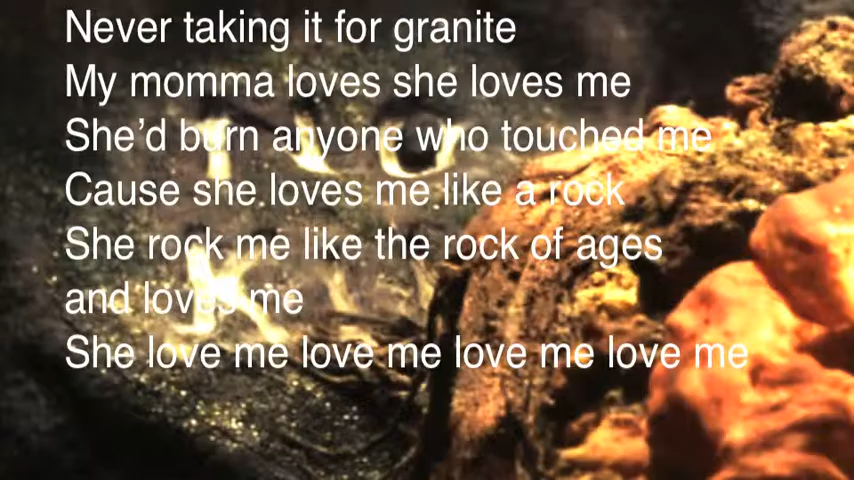 Never taking it for granite
My momma loves she loves me
She’d burn anyone who touched me
Cause she loves me like a rock
She rock me like the rock of ages
and loves me
She love me love me love me love me